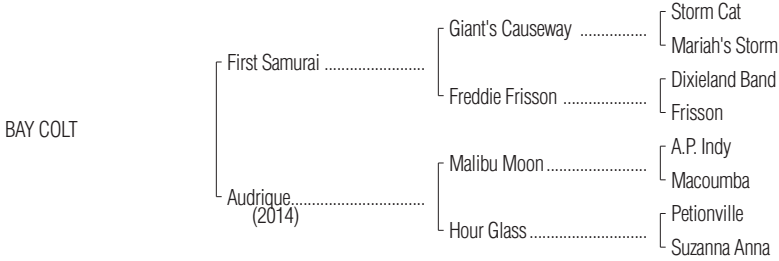 Storm Cat
Giant's Causeway ................
Mariah's Storm
First Samurai ........................
Dixieland Band
Freddie Frisson ....................
Frisson
BAY COLT
A.P. Indy
Malibu Moon........................
Macoumba
Audrique................................
(2014)
Petionville
Hour Glass............................
Suzanna Anna